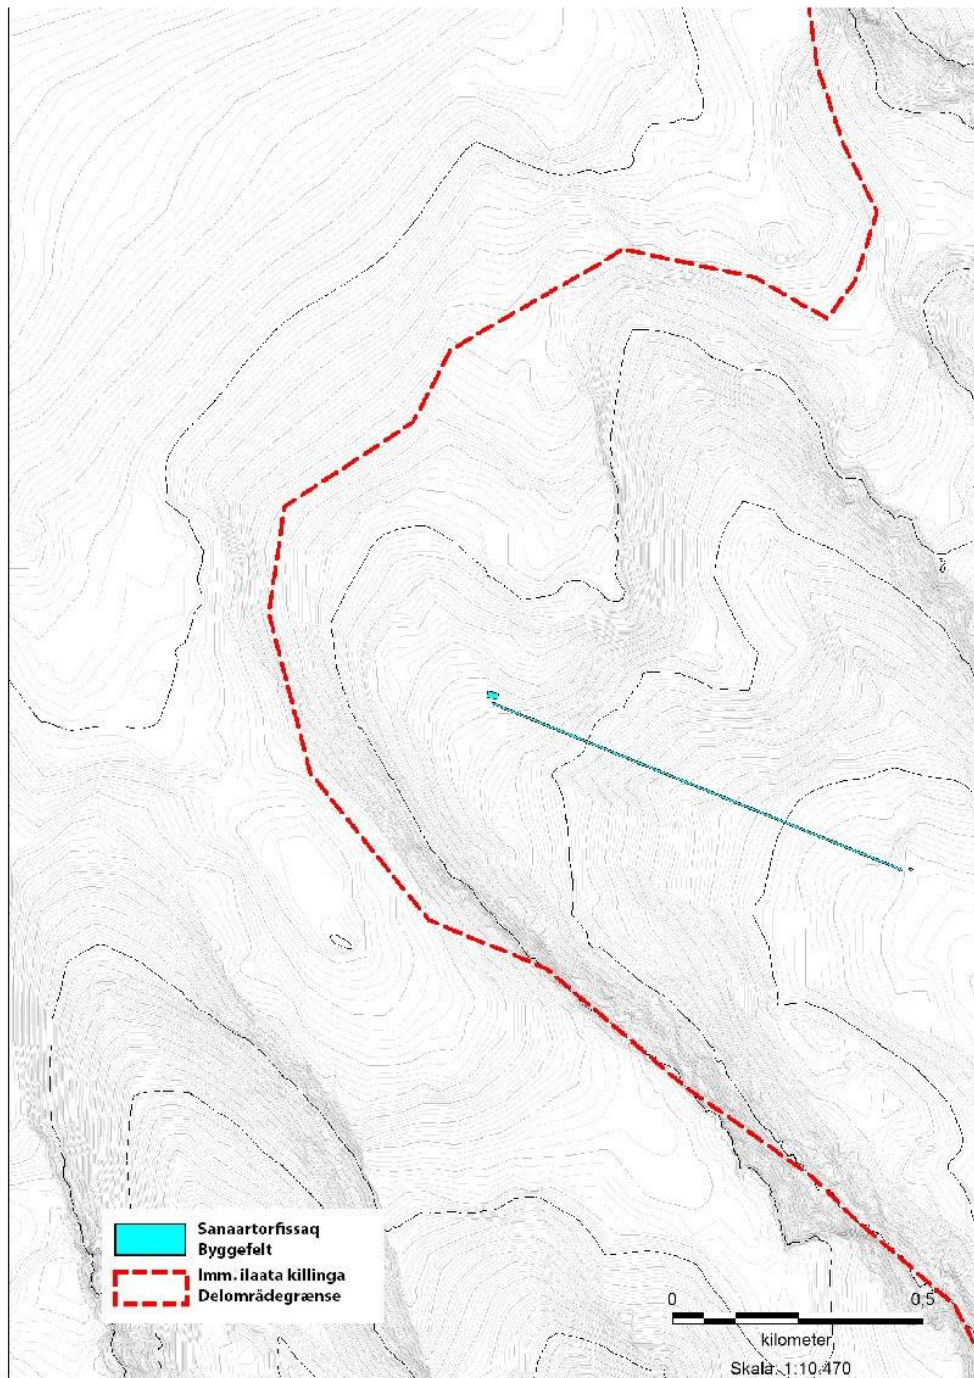 Sanaartorfissaq
Byggefelt
Imm. ilaata killinga
Delområdegrænse
0 0,5
kilometer
Skala: 1:10.470